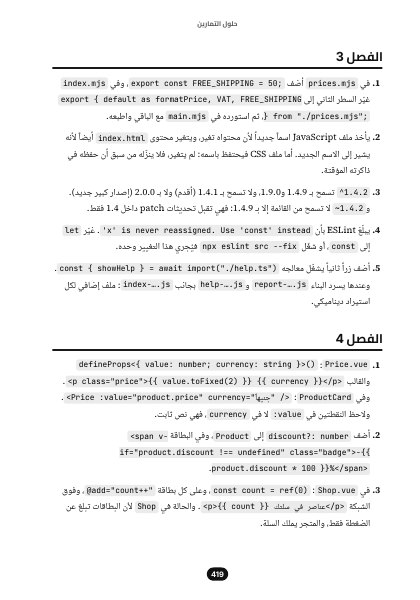 حلول التمارين
الفصل 3
1. في prices.mjs أضف export const FREE_SHIPPING = 50; ، وفي index.mjs
غيّر السطر الثاني إلى export { default as formatPrice, VAT, FREE_SHIPPING
} from "./prices.mjs"; ، ثم استورده في main.mjs مع الباقي واطبعه.
2. يأخذ ملف JavaScript اسماً جديداً لأن محتواه تغير، ويتغير محتوى index.html أيضاً لأنه
يشير إلى الاسم الجديد. أما ملف CSS فيحتفظ باسمه: لم يتغير، فلا ينزّله من سبق أن حفظه في
ذاكرته المؤقتة.
3. ^1.4.2 تسمح بـ 1.4.9 و1.9.0، ولا تسمح بـ 1.4.1 (أقدم) ولا بـ 2.0.0 (إصدار كبير جديد).
و ~1.4.2 لا تسمح من القائمة إلا بـ 1.4.9: فهي تقبل تحديثات patch داخل 1.4 فقط.
4. يبلّغ ESLint بأن 'x' is never reassigned. Use 'const' instead . غيّر let
إلى const ، أو شغّل npx eslint src --fix فيُجري هذا التغيير وحده.
5. أضف زراً ثانياً يشغّل معالجه const { showHelp } = await import("./help.ts") .
وعندها يسرد البناء report-….js و help-….js بجانب index-….js : ملف إضافي لكل
استيراد ديناميكي.
الفصل 4
1. Price.vue : defineProps<{ value: number; currency: string }>()
والقالب <p class="price">{{ value.toFixed(2) }} {{ currency }}</p> .
وفي ProductCard : <Price :value="product.price" currency="جنيهاً" /> .
ولاحظ النقطتين في :value لا في currency ، فهي نص ثابت.
2. أضف discount?: number إلى Product ، وفي البطاقة <span v-
if="product.discount !== undefined" class="badge">-{{
product.discount * 100 }}%</span> .
3. في Shop.vue : const count = ref(0) ، وعلى كل بطاقة @add="count++" ، وفوق
الشبكة <p>{{ count }} عناصر في سلتك</p> . والحالة في Shop لأن البطاقات تبلغ عن
الضغطة فقط، والمتجر يملك السلة.
419